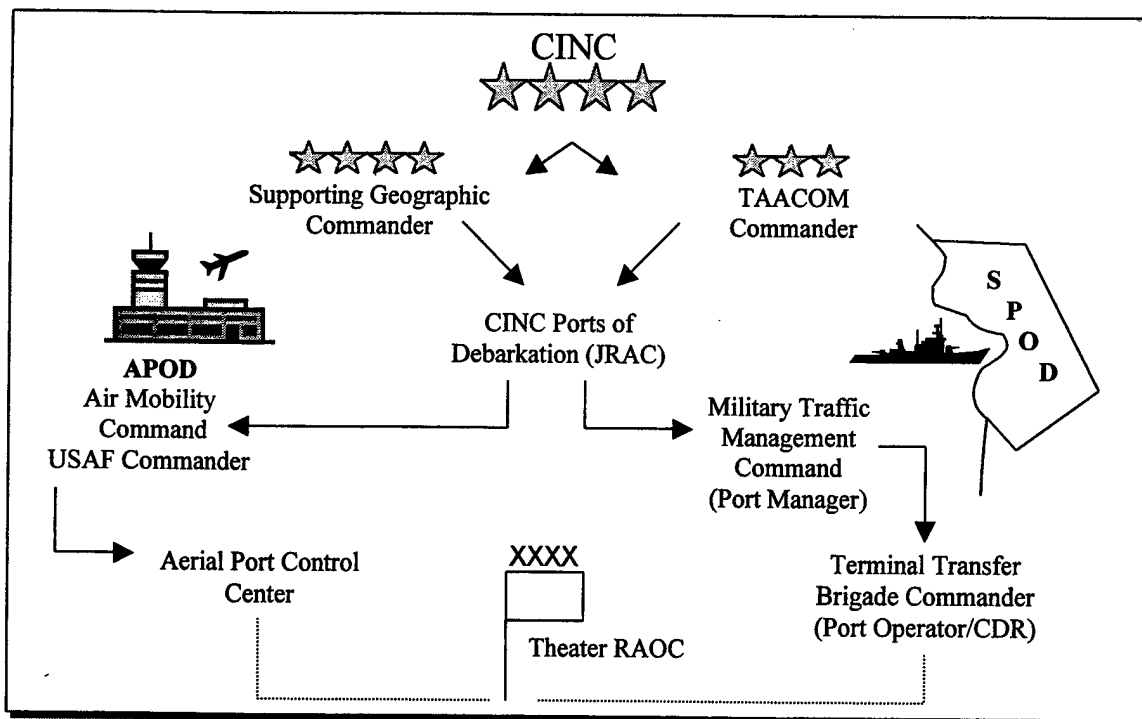 CINC
Supporting Geographic
Commander
TAACOM
Commander
S
P
O
D
CINC Ports of
Debarkation (JRAC)
APOD
Air Mobility
Command
USAF Commander
Military Traffic
Management
Command
(Port Manager)
Aerial Port Control
Center
XXXX
Theater RAOC
Terminal Transfer
Brigade Commander
(Port Operator/CDR)